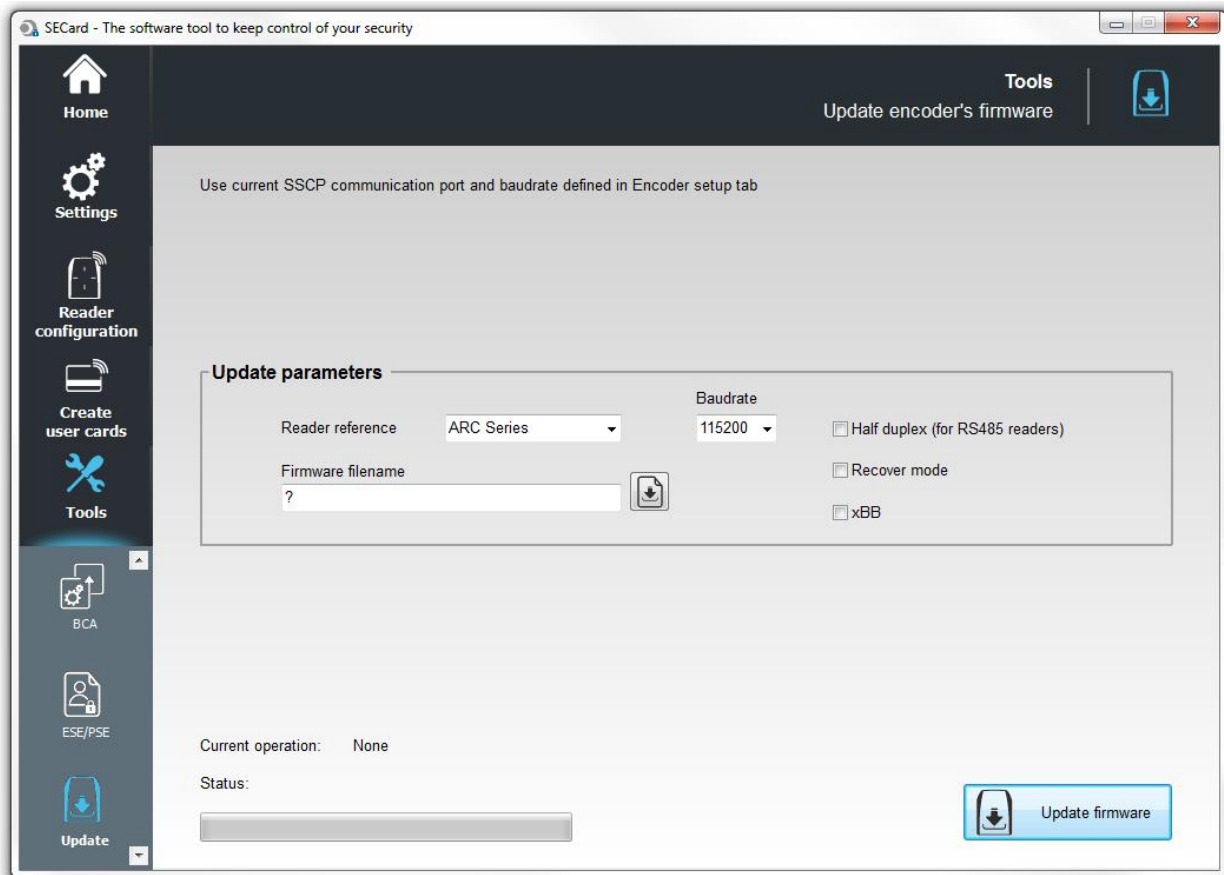 SECard - The software tool to keep control of your security
Home
Settings
Reader
configuration
Create
user cards
Tools
BCA
ESE/PSE
Update
Tools
Update encoder's firmware
Use current SSCP communication port and baudrate defined in Encoder setup tab
Update parameters
Baudrate
Reader reference
ARC Series
115200
Half duplex (for RS485 readers)
Firmware filename
Recover mode
?
xBB
Current operation: None
Status:
Update firmware